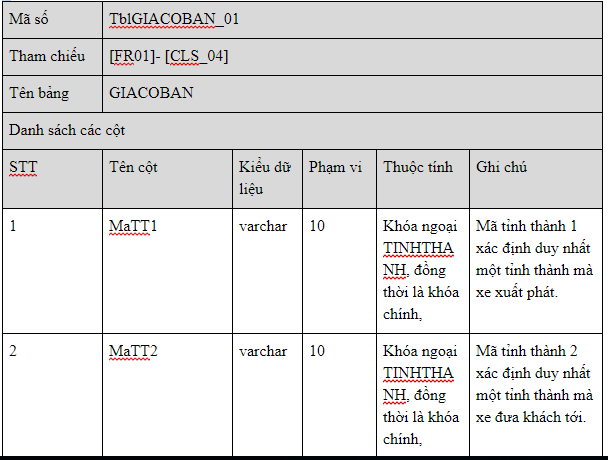 Mã số TblGIACOBAN_01
Tham chiếu [FR01]- [CLS_04]
Tên bảng GIACOBAN
Danh sách các cột
STT Tên cột Kiểu dữ liệu Phạm vi Thuộc tính Ghi chú
1 MaTT1 varchar 10 Khóa ngoại Mã tỉnh thành 1
TINHTHA xác định duy nhất
NH, đồng một tỉnh thành mà
thời là khóa xe xuất phát.
chính,
2 MaTT2 varchar 10 Khóa ngoại Mã tỉnh thành 2
TINHTHA xác định duy nhất
NH, đồng một tỉnh thành mà
thời là khóa xe đưa khách tới.
chính,